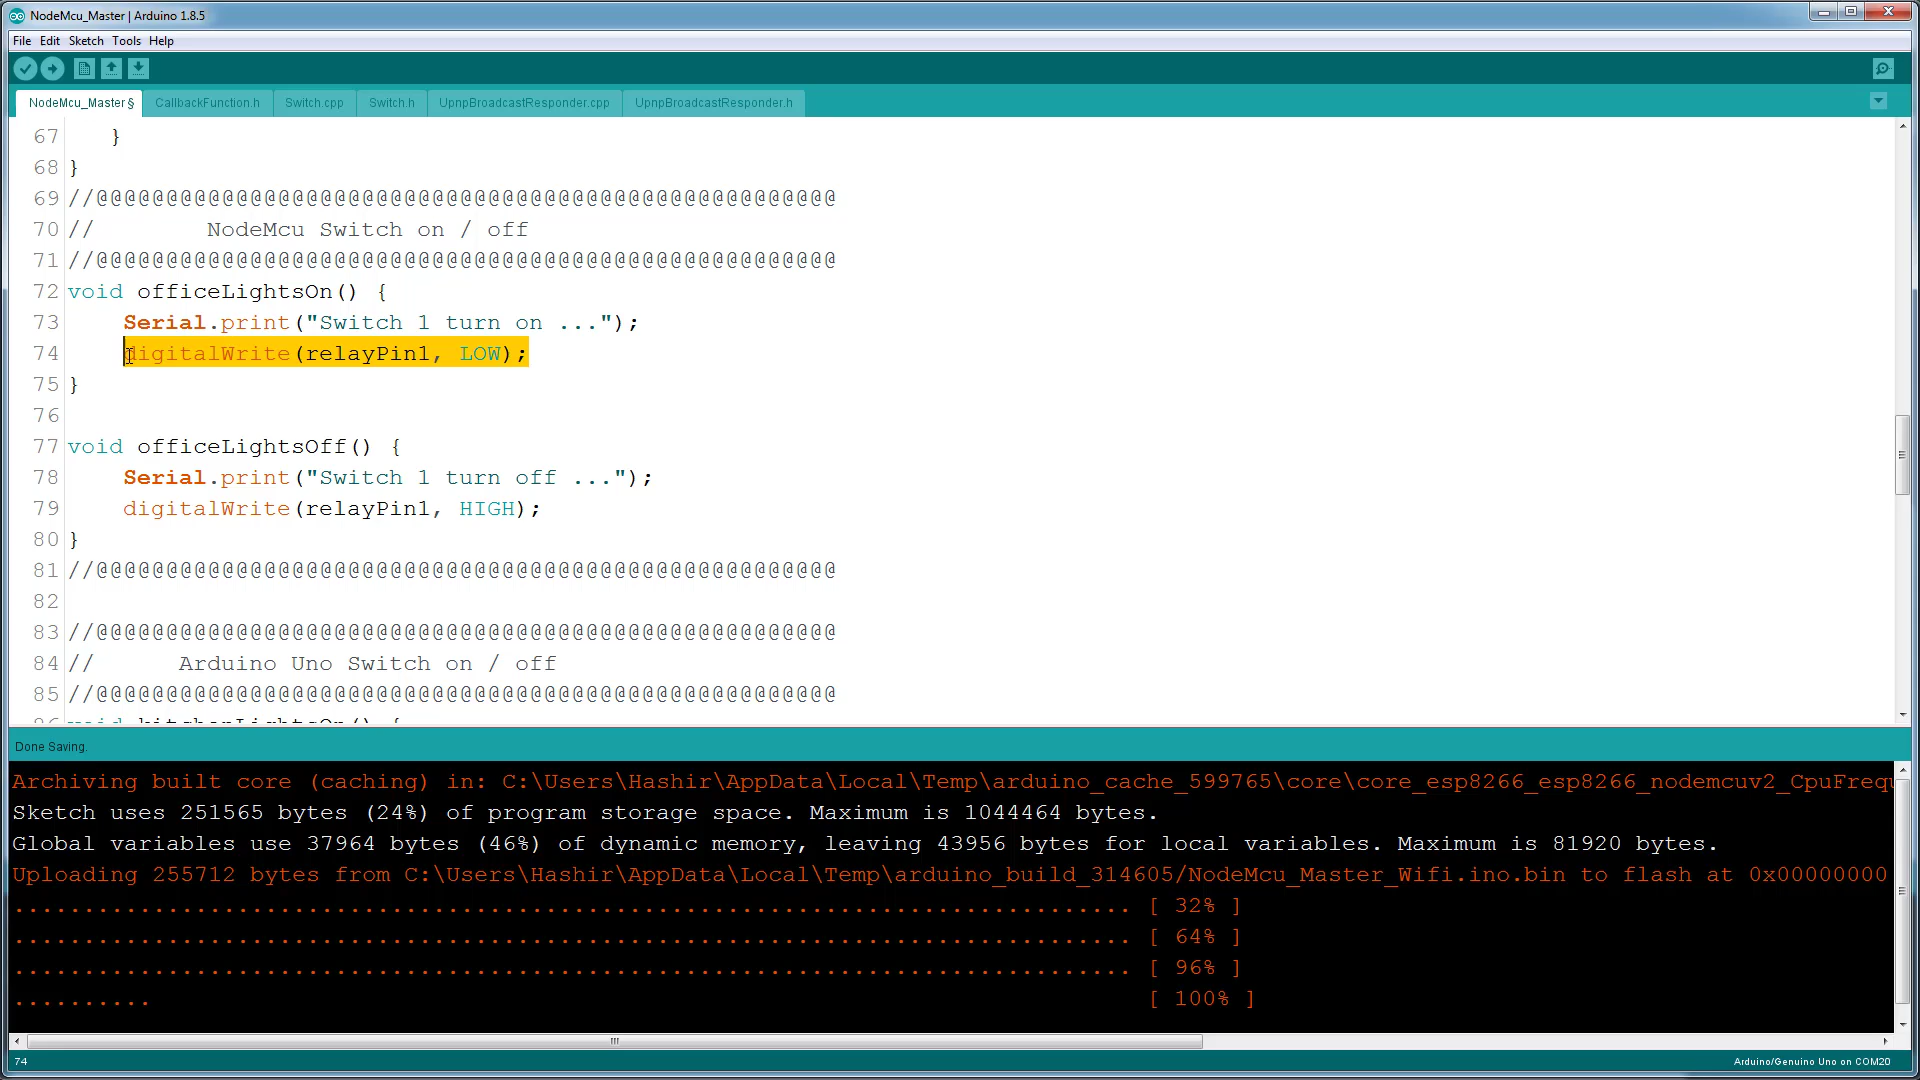 NodeMcu_Master | Arduino 1.8.5
File Edit Sketch Tools Help
NodeMcu_Master § CallbackFunction.h Switch.cpp Switch.h UpnpBroadcastResponder.cpp UpnpBroadcastResponder.h
67 }
68 }
69 //@@@@@@@@@@@@@@@@@@@@@@@@@@@@@@@@@@@@@@@@@@@@@@@@@@@@@
70 // NodeMcu Switch on / off
71 //@@@@@@@@@@@@@@@@@@@@@@@@@@@@@@@@@@@@@@@@@@@@@@@@@@@@@
72 void officeLightsOn() {
73 Serial.print("Switch 1 turn on ...");
74 digitalWrite(relayPin1, LOW);
75 }
76
77 void officeLightsOff() {
78 Serial.print("Switch 1 turn off ...");
79 digitalWrite(relayPin1, HIGH);
80 }
81 //@@@@@@@@@@@@@@@@@@@@@@@@@@@@@@@@@@@@@@@@@@@@@@@@@@@@@
82
83 //@@@@@@@@@@@@@@@@@@@@@@@@@@@@@@@@@@@@@@@@@@@@@@@@@@@@@
84 // Arduino Uno Switch on / off
85 //@@@@@@@@@@@@@@@@@@@@@@@@@@@@@@@@@@@@@@@@@@@@@@@@@@@@@
86 void kitchenLightsOn() {
Done Saving.
Archiving built core (caching) in: C:\Users\Hashir\AppData\Local\Temp\arduino_cache_599765\core\core_esp8266_esp8266_nodemcuv2_CpuFrequ
Sketch uses 251565 bytes (24%) of program storage space. Maximum is 1044464 bytes.
Global variables use 37964 bytes (46%) of dynamic memory, leaving 43956 bytes for local variables. Maximum is 81920 bytes.
Uploading 255712 bytes from C:\Users\Hashir\AppData\Local\Temp\arduino_build_314605/NodeMcu_Master_Wifi.ino.bin to flash at 0x00000000
................................................................................ [ 32% ]
................................................................................ [ 64% ]
................................................................................ [ 96% ]
.......... [ 100% ]
74 Arduino/Genuino Uno on COM20